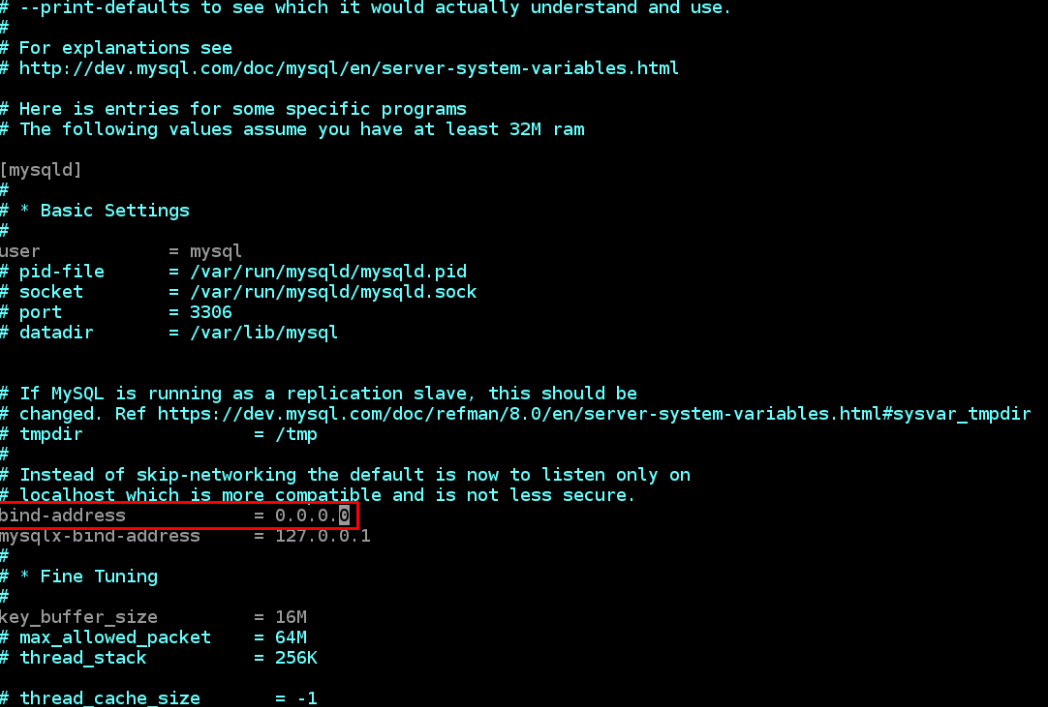 # --print-defaults to see which it would actually understand and use.
#
# For explanations see
# http://dev.mysql.com/doc/mysql/en/server-system-variables.html

# Here is entries for some specific programs
# The following values assume you have at least 32M ram

[mysqld]
#
# * Basic Settings
#
user            = mysql
# pid-file      = /var/run/mysqld/mysqld.pid
# socket        = /var/run/mysqld/mysqld.sock
# port          = 3306
# datadir       = /var/lib/mysql


# If MySQL is running as a replication slave, this should be
# changed. Ref https://dev.mysql.com/doc/refman/8.0/en/server-system-variables.html#sysvar_tmpdir
# tmpdir                = /tmp
#
# Instead of skip-networking the default is now to listen only on
# localhost which is more compatible and is not less secure.
bind-address            = 0.0.0.0
mysqlx-bind-address     = 127.0.0.1
#
# * Fine Tuning
#
key_buffer_size         = 16M
# max_allowed_packet    = 64M
# thread_stack          = 256K

# thread_cache_size       = -1